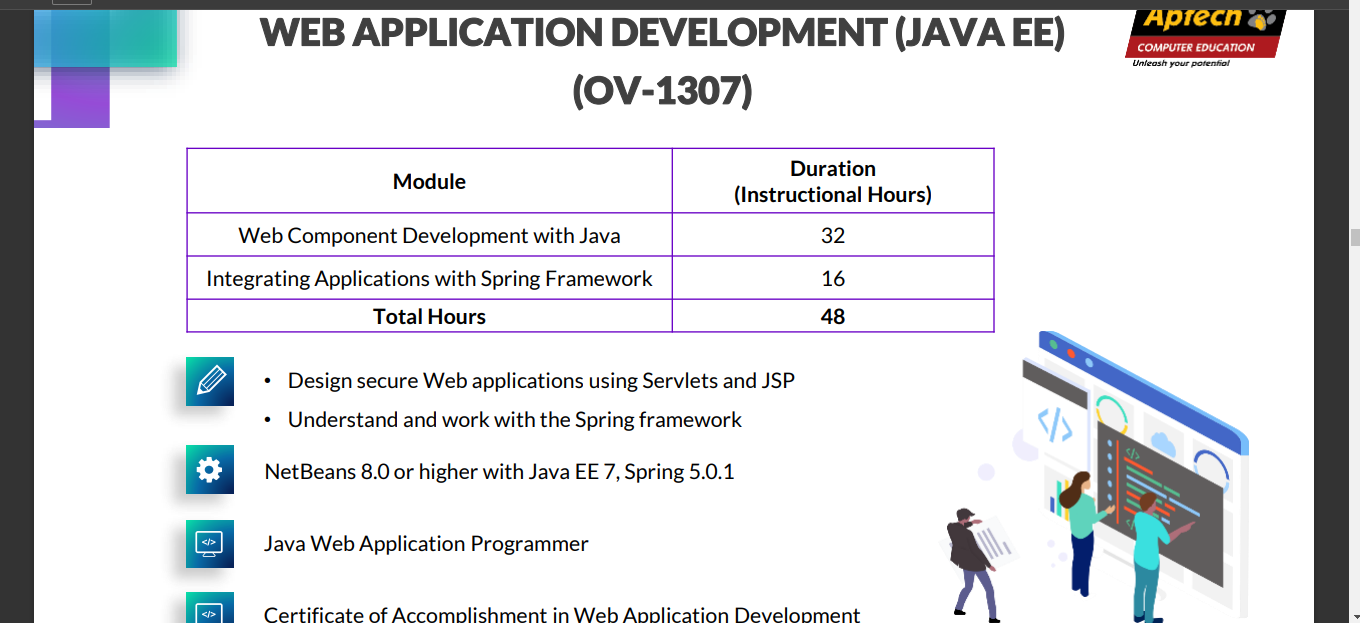 WEB APPLICATION DEVELOPMENT (JAVA EE)
(OV-1307)
Aptech
COMPUTER EDUCATION
Unleash your potential
Module
Duration
(Instructional Hours)
Web Component Development with Java
32
Integrating Applications with Spring Framework
16
Total Hours
48
• Design secure Web applications using Servlets and JSP
• Understand and work with the Spring framework
NetBeans 8.0 or higher with Java EE 7, Spring 5.0.1
</>
Java Web Application Programmer
</>
Certificate of Accomplishment in Web Application Development
</>
</>
</>